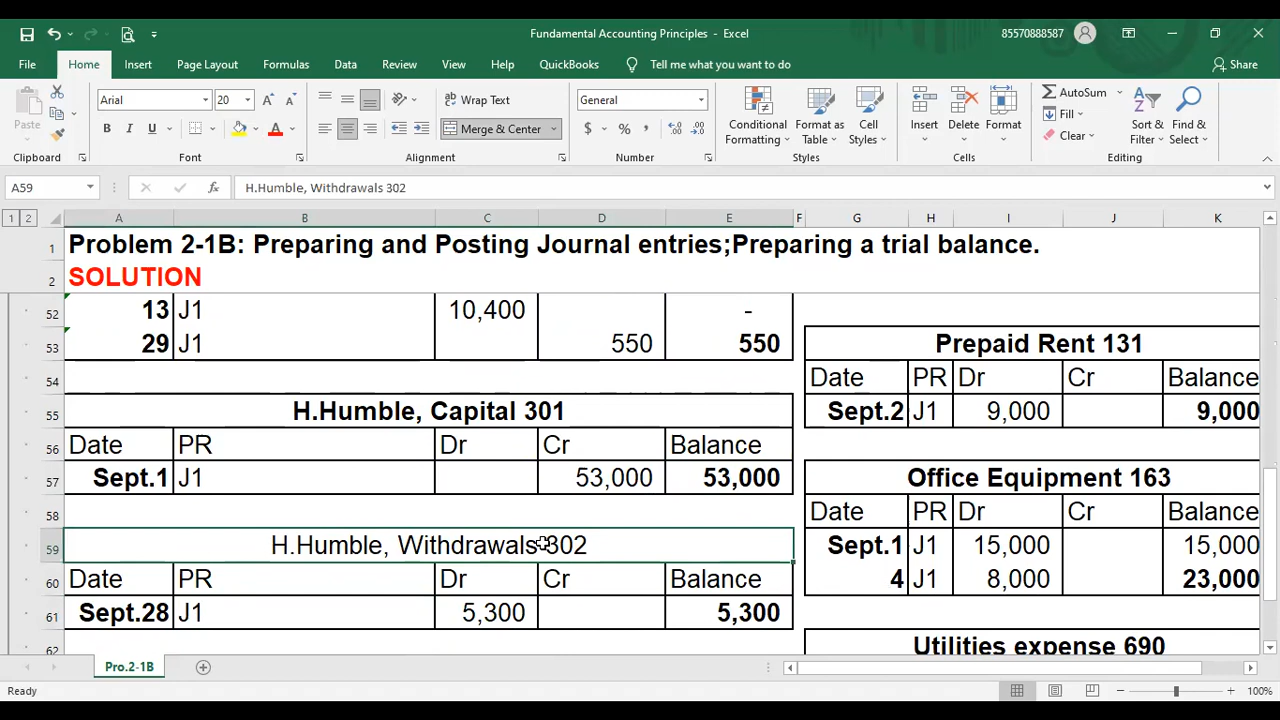 Fundamental Accounting Principles - Excel
85570888587
File Home Insert Page Layout Formulas Data Review View Help QuickBooks Tell me what you want to do Share
Paste
Clipboard
Arial 20 A A
B I U A
Font
Wrap Text
Merge & Center
Alignment
General
$ % ,
Number
Conditional Formatting
Format as Table
Cell Styles
Styles
Insert Delete Format
Cells
AutoSum
Fill
Clear
Sort & Filter
Find & Select
Editing
A59 fx H.Humble, Withdrawals 302
1 2 A B C D E F G H I J K
1 Problem 2-1B: Preparing and Posting Journal entries;Preparing a trial balance.
2 SOLUTION
52 13 J1 10,400 -
53 29 J1 550 550 Prepaid Rent 131
54 Date PR Dr Cr Balance
55 H.Humble, Capital 301 Sept.2 J1 9,000 9,000
56 Date PR Dr Cr Balance
57 Sept.1 J1 53,000 53,000 Office Equipment 163
58 Date PR Dr Cr Balance
59 H.Humble, Withdrawals 302 Sept.1 J1 15,000 15,000
60 Date PR Dr Cr Balance 4 J1 8,000 23,000
61 Sept.28 J1 5,300 5,300
62 Utilities expense 690
Pro.2-1B
Ready 100%